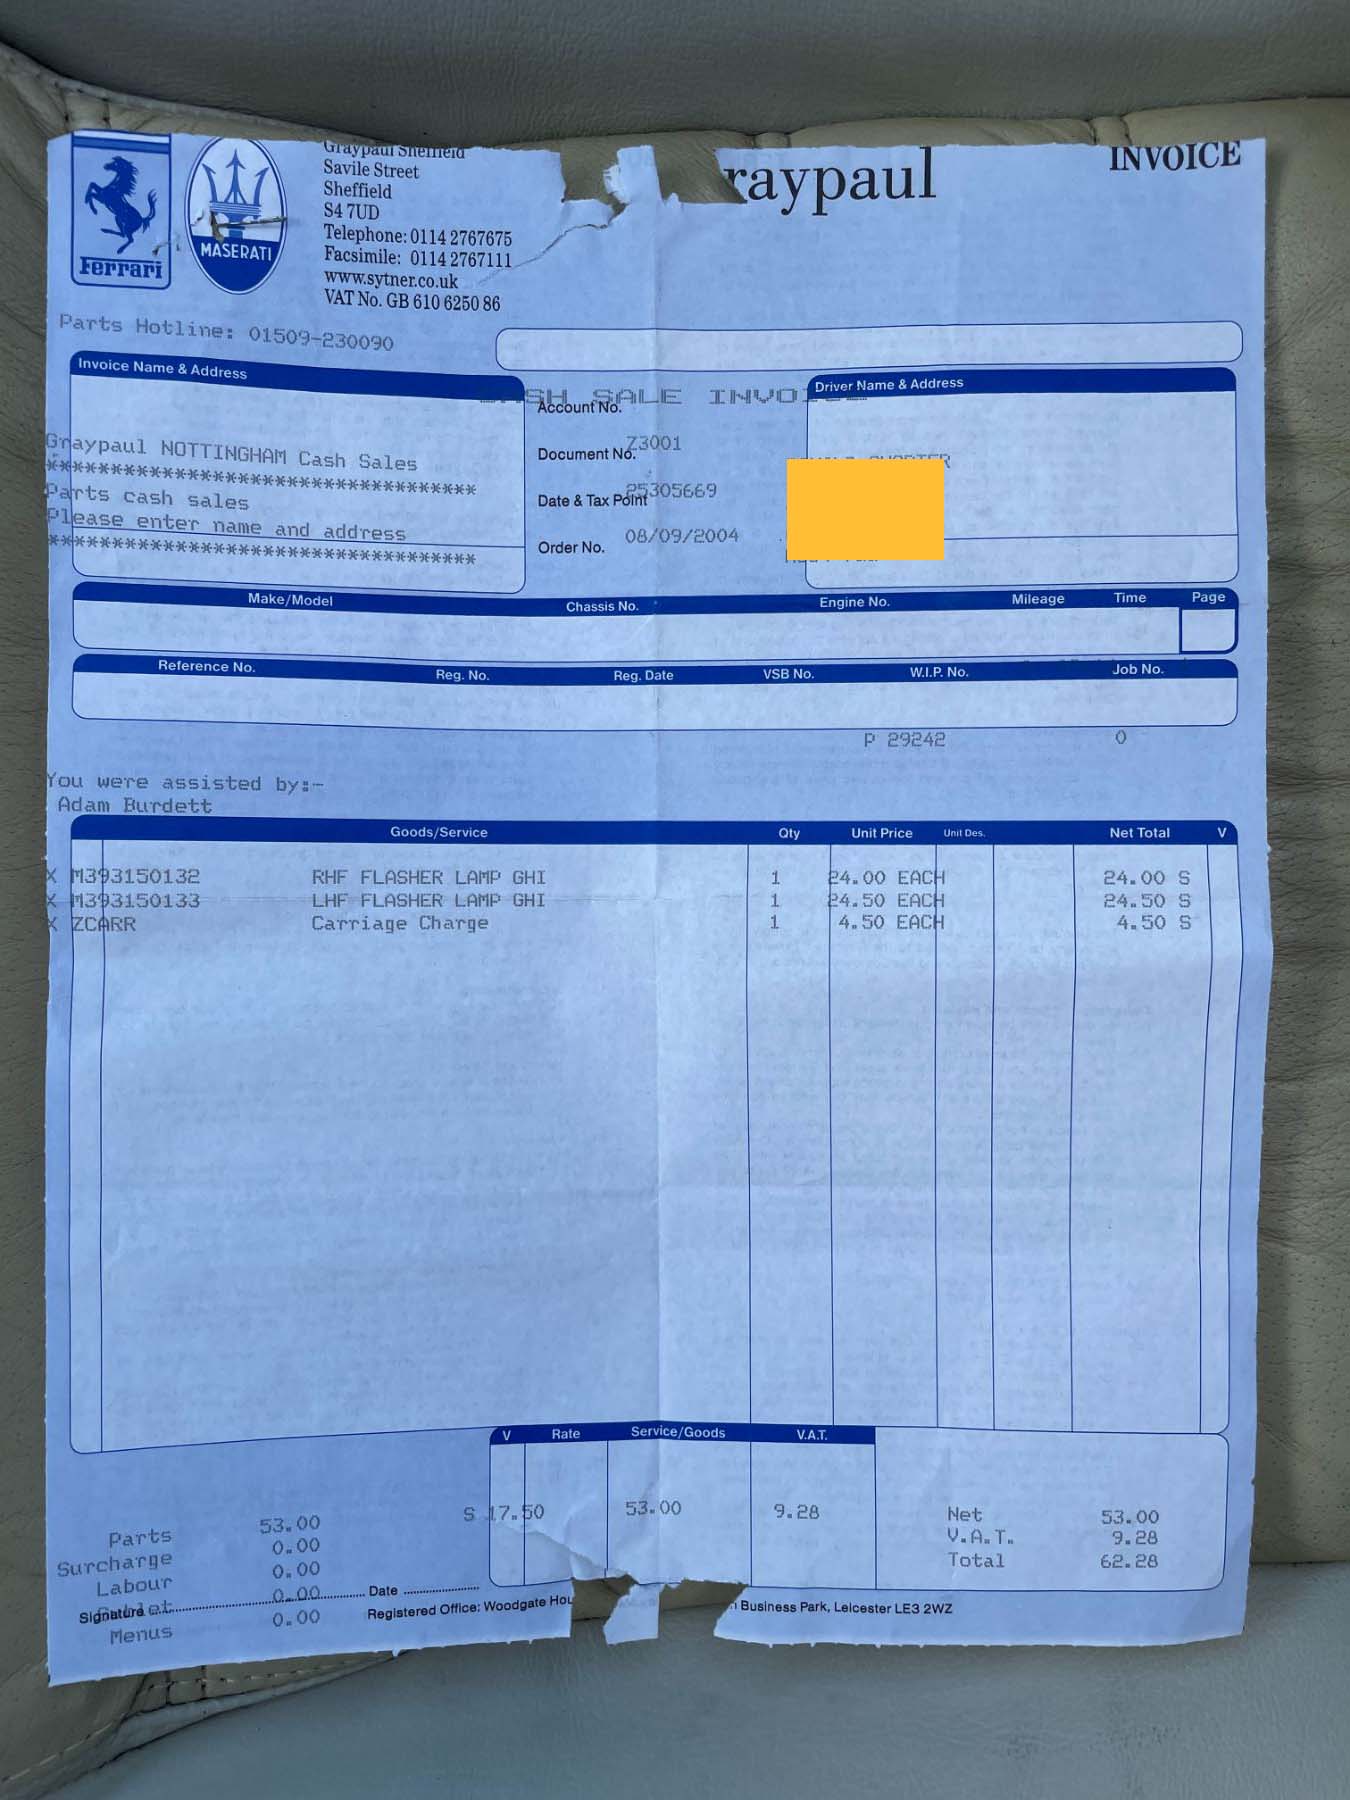 Ferrari
MASERATI
Graypaul Sheffield
Savile Street
Sheffield
S4 7UD
Telephone: 0114 2767675
Facsimile: 0114 2767111
www.sytner.co.uk
VAT No. GB 610 6250 86
raypaul
INVOICE
Parts Hotline: 01509-230090
Invoice Name & Address
SALE
Driver Name & Address
Account No.
Graypaul NOTTINGHAM Cash Sales
*********************************
Parts cash sales
Please enter name and address
*********************************
Z3001
Document No.
25305669
Date & Tax Point
08/09/2004
Order No.
Make/Model Chassis No. Engine No. Mileage Time Page
Reference No. Reg. No. Reg. Date VSB No. W.I.P. No. Job No.
P 29242 0
You were assisted by:-
Adam Burdett
Goods/Service Qty Unit Price Unit Des. Net Total V
X M393150132 RHF FLASHER LAMP GHI 1 24.00 EACH 24.00 S
X M393150133 LHF FLASHER LAMP GHI 1 24.50 EACH 24.50 S
X ZCARR Carriage Charge 1 4.50 EACH 4.50 S
V Rate Service/Goods V.A.T.
S 17.50 53.00 9.28
Parts 53.00
Surcharge 0.00
Labour 0.00
Sublet 0.00
Menus 0.00
Net 53.00
V.A.T. 9.28
Total 62.28
Signature Date
Registered Office: Woodgate Business Park, Leicester LE3 2WZ